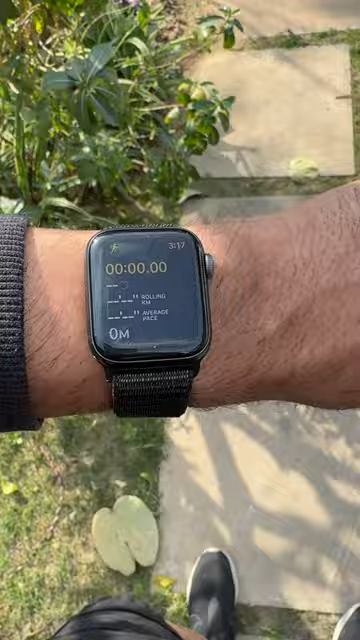 3:17
00:00.00
--
--'--" ROLLING
KM
--'--" AVERAGE
PACE
0M